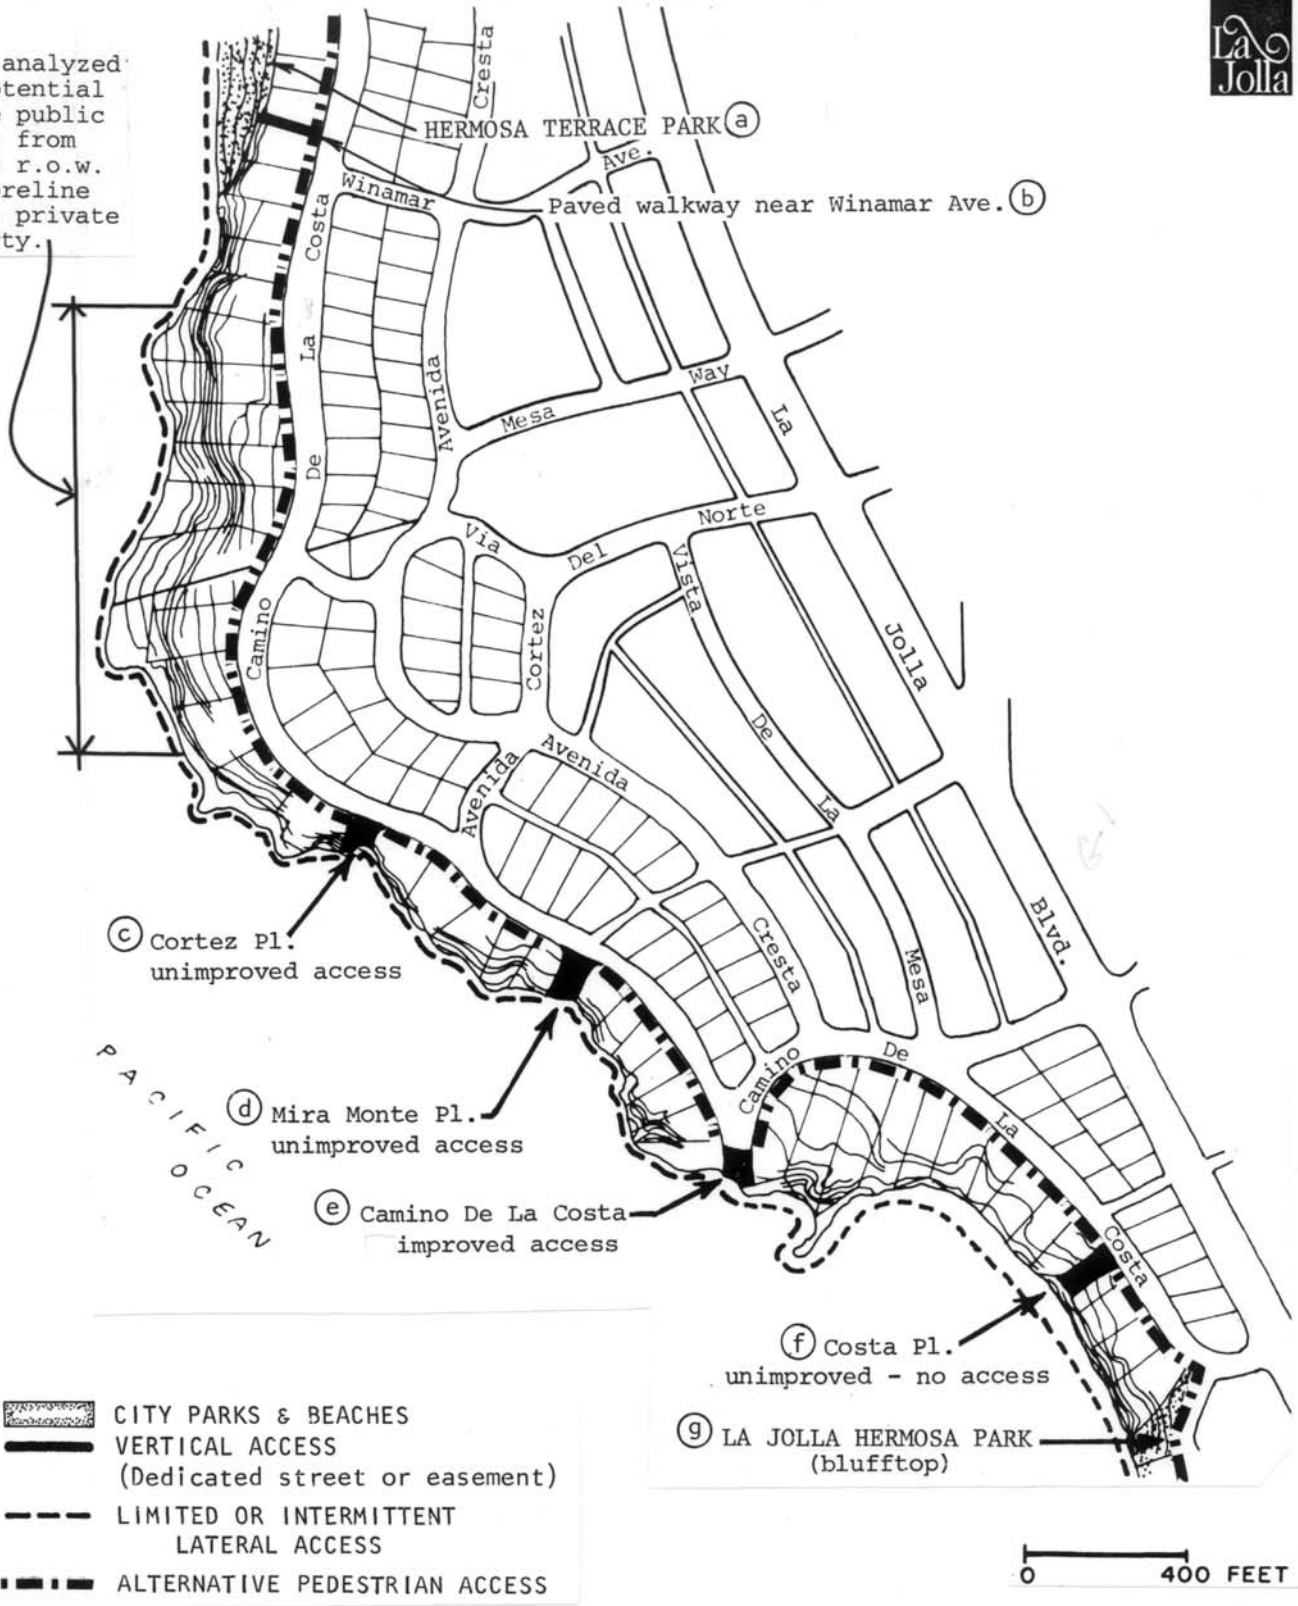 La
Jolla
analyzed
public
from
r.o.w.
private
Cresta
HERMOSA TERRACE PARK (a)
Ave.
Winamar
Paved walkway near Winamar Ave. (b)
Costa
La
De
Camino
Avenida
Mesa
Way
La
Jolla
Blvd.
Via
Del
Norte
Cortez
Vista
De
La
Mesa
Avenida
Avenida
Cresta
(c) Cortez Pl.
unimproved access
(d) Mira Monte Pl.
unimproved access
(e) Camino De La Costa
improved access
PACIFIC
OCEAN
Camino
De
La
Costa
(f) Costa Pl.
unimproved - no access
(g) LA JOLLA HERMOSA PARK
(blufftop)
CITY PARKS & BEACHES
VERTICAL ACCESS
(Dedicated street or easement)
LIMITED OR INTERMITTENT
LATERAL ACCESS
ALTERNATIVE PEDESTRIAN ACCESS
0 400 FEET